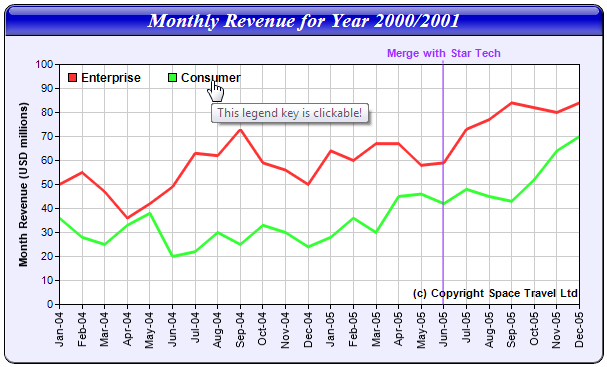 Monthly Revenue for Year 2000/2001
Merge with Star Tech
Enterprise
Consumer
This legend key is clickable!
Month Revenue (USD millions)
100
90
80
70
60
50
40
30
20
10
0
(c) Copyright Space Travel Ltd
Jan-04
Feb-04
Mar-04
Apr-04
May-04
Jun-04
Jul-04
Aug-04
Sep-04
Oct-04
Nov-04
Dec-04
Jan-05
Feb-05
Mar-05
Apr-05
May-05
Jun-05
Jul-05
Aug-05
Sep-05
Oct-05
Nov-05
Dec-05